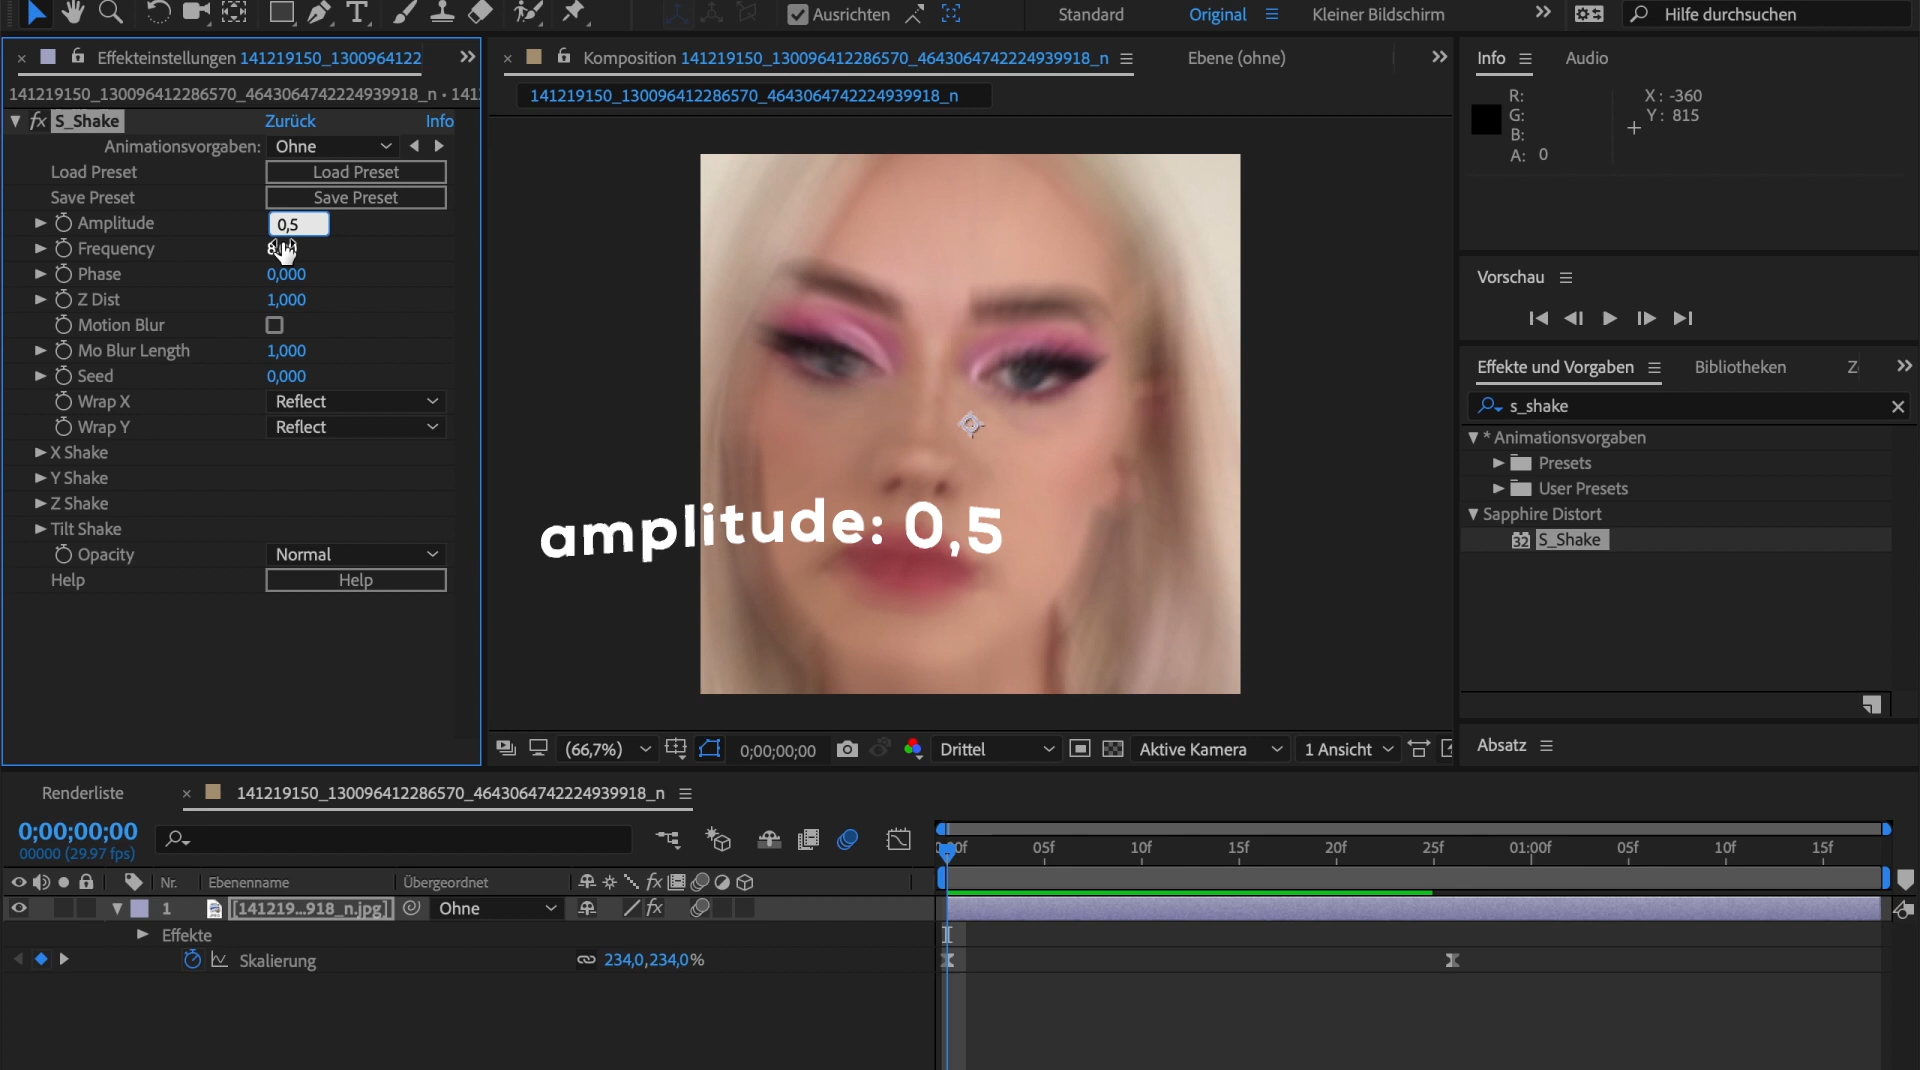 Ausrichten
Standard
Original
Kleiner Bildschirm
Hilfe durchsuchen
Effekteinstellungen 141219150_1300964122
141219150_130096412286570_4643064742224939918_n • 141
fx S_Shake Zurück Info
Animationsvorgaben: Ohne
Load Preset Load Preset
Save Preset Save Preset
Amplitude 0,5
Frequency
Phase 0,000
Z Dist 1,000
Motion Blur
Mo Blur Length 1,000
Seed 0,000
Wrap X Reflect
Wrap Y Reflect
X Shake
Y Shake
Z Shake
Tilt Shake
Opacity Normal
Help Help
Komposition 141219150_130096412286570_4643064742224939918_n
Ebene (ohne)
141219150_130096412286570_4643064742224939918_n
amplitude: 0,5
(66,7%) 0;00;00;00 Drittel Aktive Kamera 1 Ansicht
Info Audio
R: X: -360
G: Y: 815
B:
A: 0
Vorschau
Effekte und Vorgaben Bibliotheken Z
s_shake
* Animationsvorgaben
Presets
User Presets
Sapphire Distort
32 S_Shake
Absatz
Renderliste
141219150_130096412286570_4643064742224939918_n
0;00;00;00
00000 (29.97 fps)
05f 10f 15f 20f 25f 01:00f 05f 10f 15f
Nr. Ebenenname Übergeordnet fx
1 [141219...918_n.jpg] Ohne fx
Effekte
Skalierung 234,0,234,0%